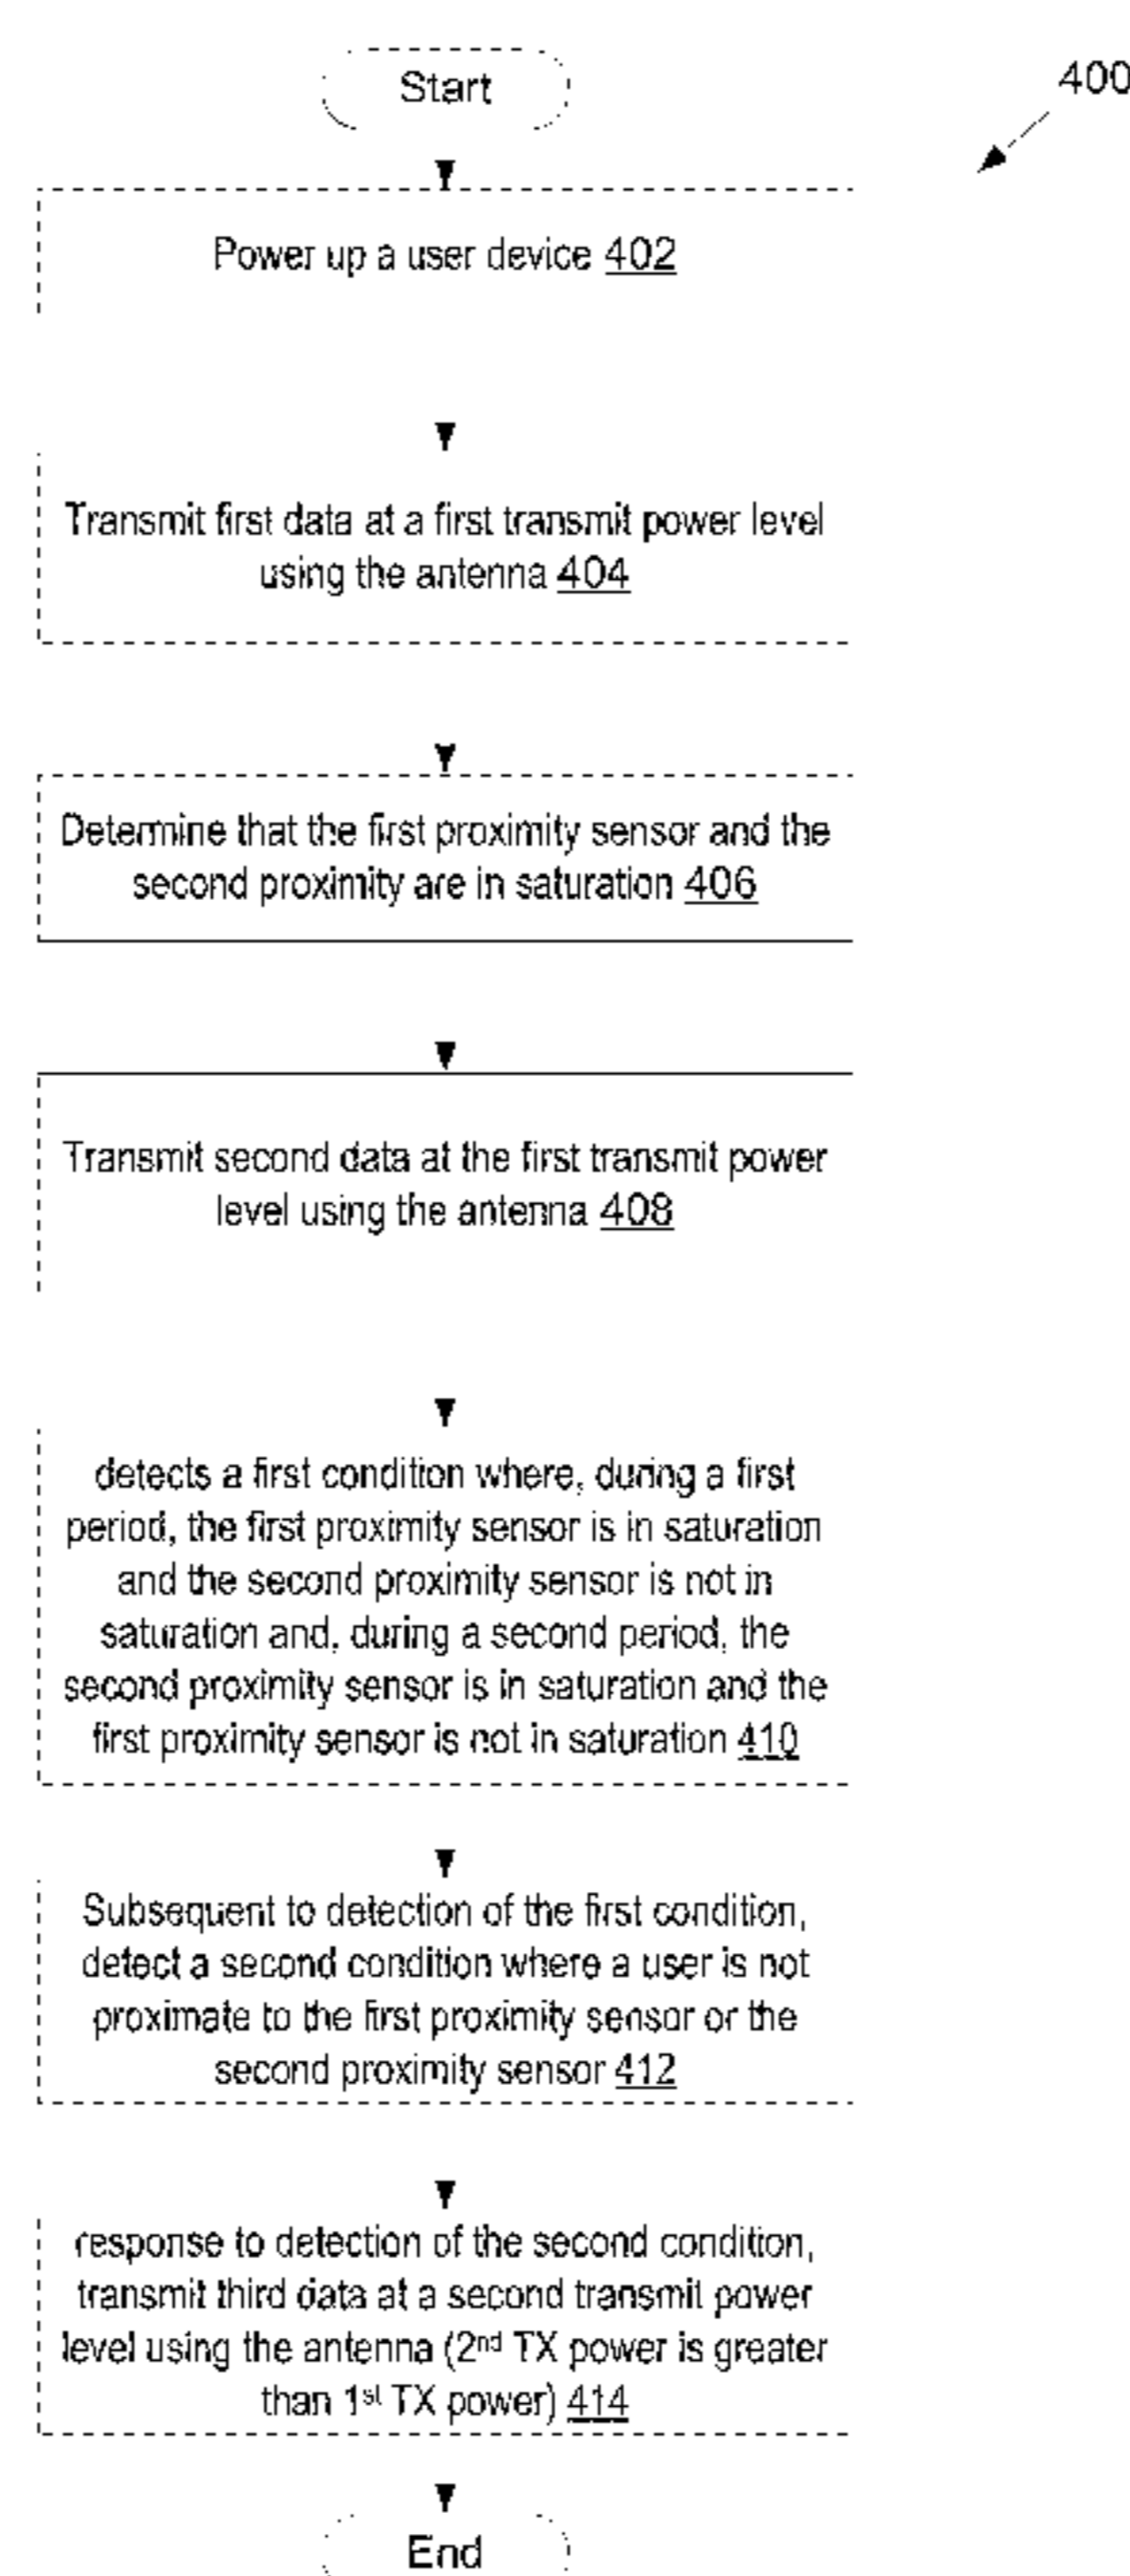 Start
400
Power up a user device 402
Transmit first data at a first transmit power level
using the antenna 404
Determine that the first proximity sensor and the
second proximity are in saturation 406
Transmit second data at the first transmit power
level using the antenna 408
detects a first condition where, during a first
period, the first proximity sensor is in saturation
and the second proximity sensor is not in
saturation and, during a second period, the
second proximity sensor is in saturation and the
first proximity sensor is not in saturation 410
Subsequent to detection of the first condition,
detect a second condition where a user is not
proximate to the first proximity sensor or the
second proximity sensor 412
response to detection of the second condition,
transmit third data at a second transmit power
level using the antenna (2nd TX power is greater
than 1st TX power) 414
End